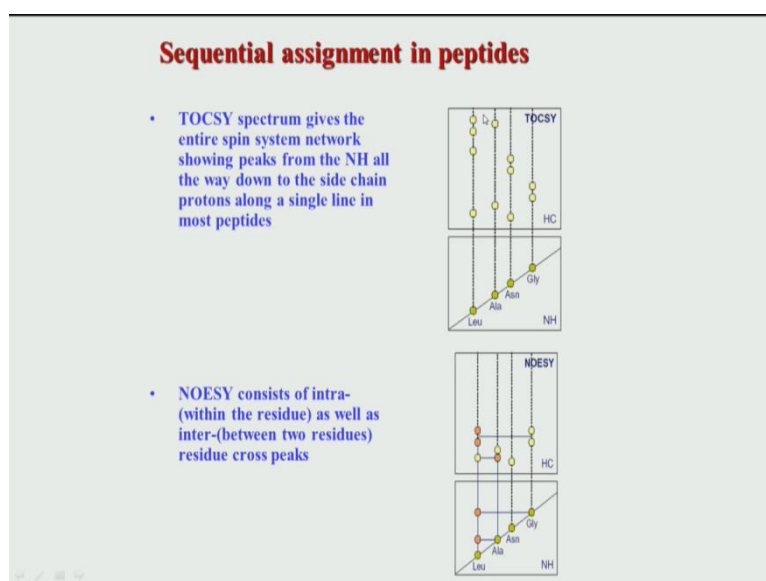 Sequential assignment in peptides
• TOCSY spectrum gives the
entire spin system network
showing peaks from the NH all
the way down to the side chain
protons along a single line in
most peptides
TOCSY
HC
Gly
Asn
Ala
Leu
NH
• NOESY consists of intra-
(within the residue) as well as
inter-(between two residues)
residue cross peaks
NOESY
HC
Gly
Asn
Ala
Leu
NH